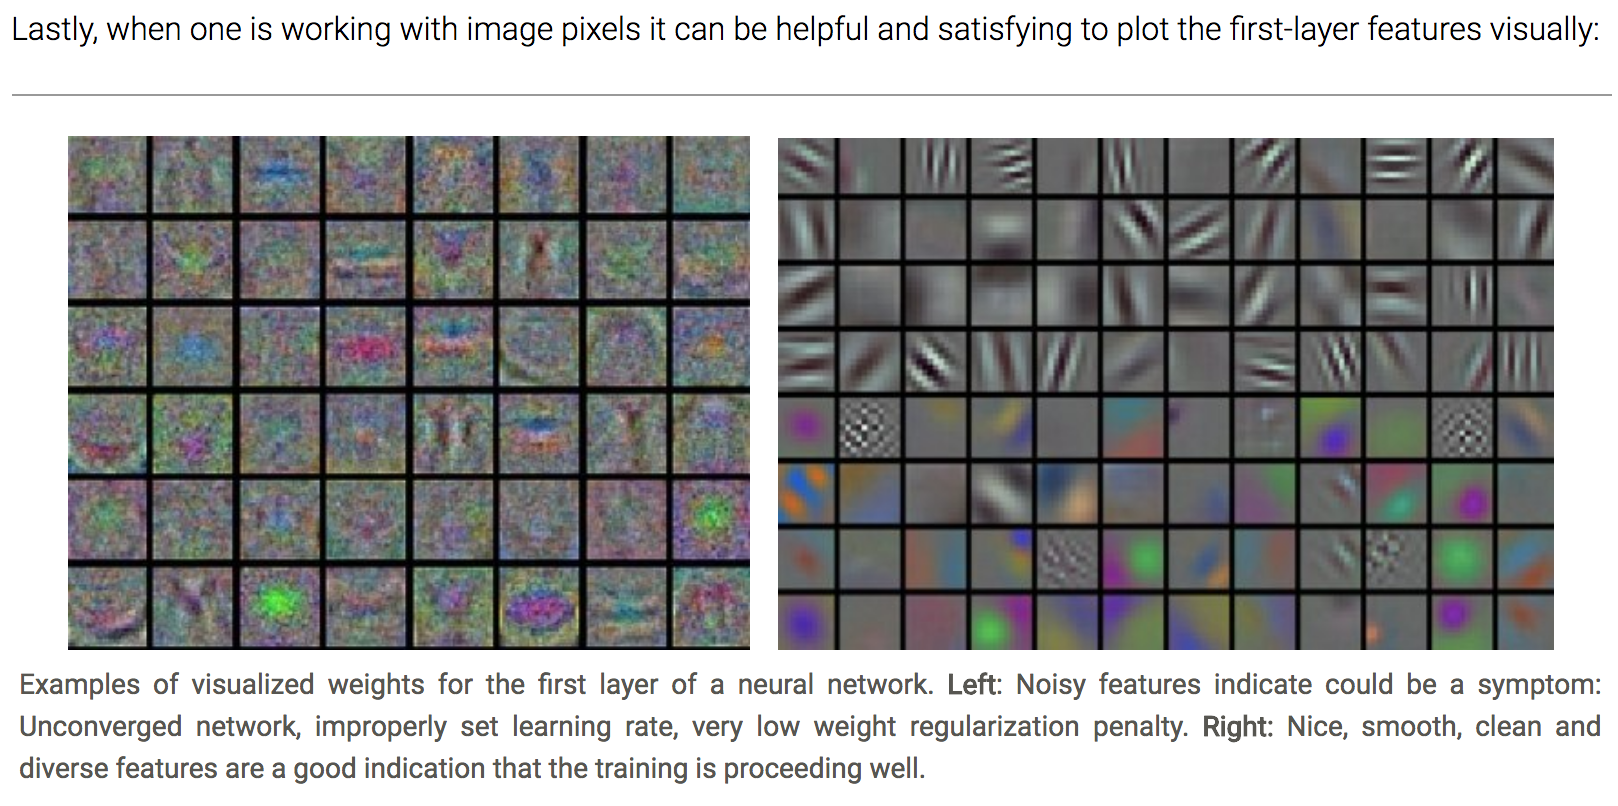 Lastly, when one is working with image pixels it can be helpful and satisfying to plot the first-layer features visually:
Examples of visualized weights for the first layer of a neural network. Left: Noisy features indicate could be a symptom:
Unconverged network, improperly set learning rate, very low weight regularization penalty. Right: Nice, smooth, clean and
diverse features are a good indication that the training is proceeding well.